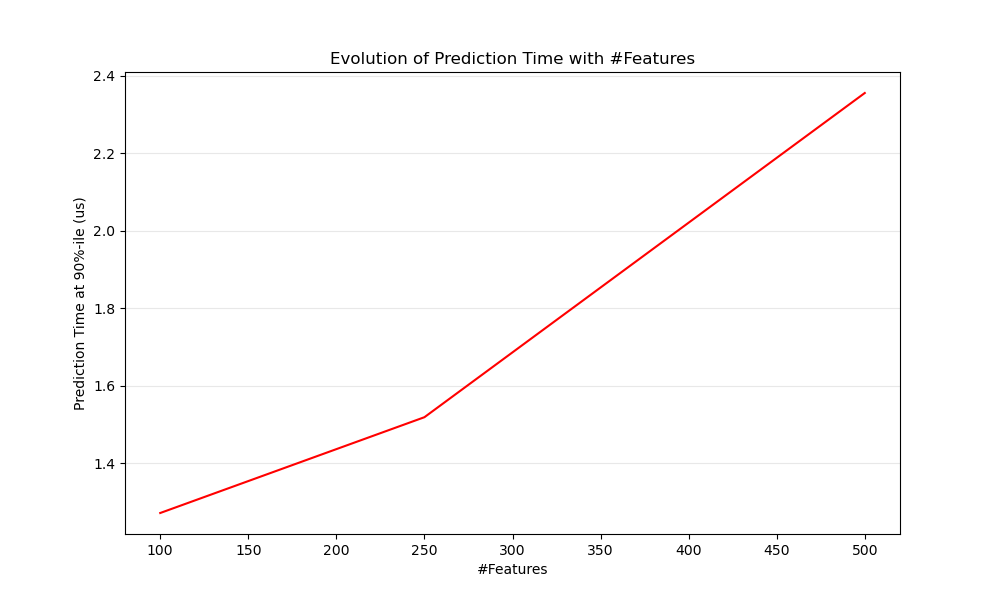 Evolution of Prediction Time with #Features
Prediction Time at 90%-ile (us)
2.4
2.2
2.0
1.8
1.6
1.4
100 150 200 250 300 350 400 450 500
#Features